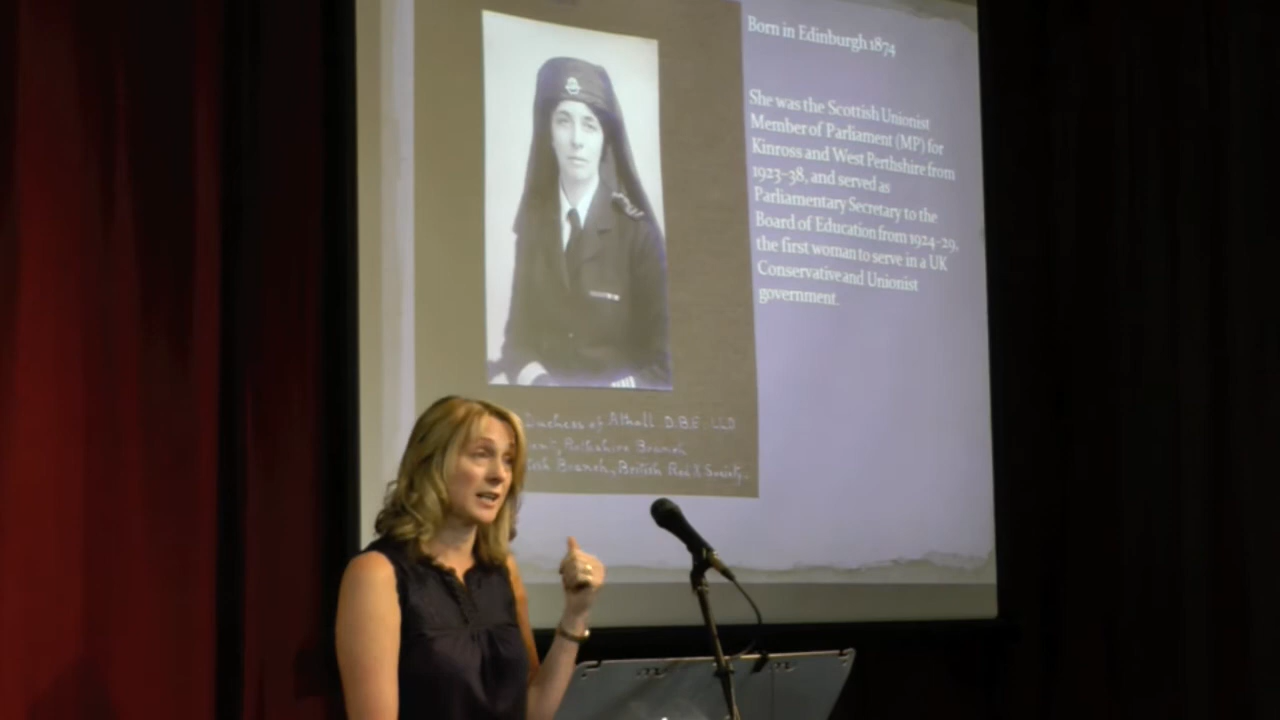 Born in Edinburgh 1874
She was the Scottish Unionist
Member of Parliament (MP) for
Kinross and West Perthshire from
1923-38, and served as
Parliamentary Secretary to the
Board of Education from 1924-29,
the first woman to serve in a UK
Conservative and Unionist
government.
Duchess of Atholl D.B.E. LLD
Perthshire Branch
Branch, British Red X Society.